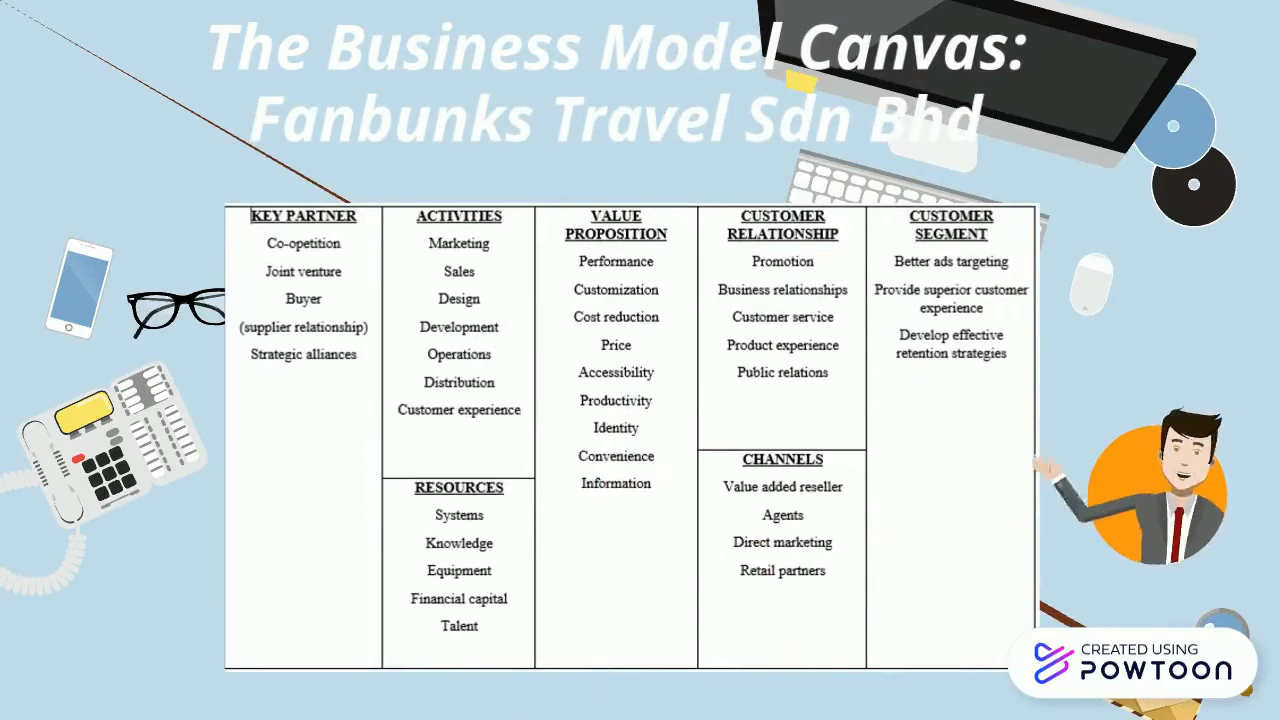 The Business Model Canvas:
Fanbunks Travel Sdn Bhd
KEY PARTNER
Co-opetition
Joint venture
Buyer
(supplier relationship)
Strategic alliances
ACTIVITIES
Marketing
Sales
Design
Development
Operations
Distribution
Customer experience
RESOURCES
Systems
Knowledge
Equipment
Financial capital
Talent
VALUE
PROPOSITION
Performance
Customization
Cost reduction
Price
Accessibility
Productivity
Identity
Convenience
Information
CUSTOMER
RELATIONSHIP
Promotion
Business relationships
Customer service
Product experience
Public relations
CHANNELS
Value added reseller
Agents
Direct marketing
Retail partners
CUSTOMER
SEGMENT
Better ads targeting
Provide superior customer
experience
Develop effective
retention strategies
CREATED USING
POWTOON